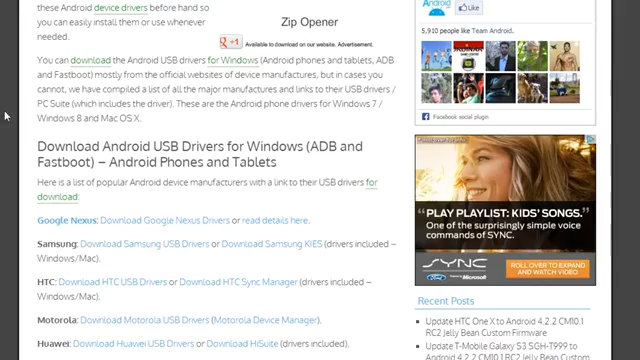 these Android device drivers before hand so
you can easily install them or use whenever
needed.
Zip Opener
+1
Available to download on our website. Advertisement.
You can download the Android USB drivers for Windows (Android phones and tablets, ADB
and Fastboot) mostly from the official websites of device manufactures, but in cases you
cannot, we have compiled a list of all the major manufactures and links to their USB drivers /
PC Suite (which includes the driver). These are the Android phone drivers for Windows 7 /
Windows 8 and Mac OS X.
Download Android USB Drivers for Windows (ADB and
Fastboot) – Android Phones and Tablets
Here is a list of popular Android device manufacturers with a link to their USB drivers for
download:
Google Nexus: Download Google Nexus Drivers or read details here.
Samsung: Download Samsung USB Drivers or Download Samsung KIES (drivers included –
Windows/Mac).
HTC: Download HTC USB Drivers or Download HTC Sync Manager (drivers included –
Windows/Mac).
Motorola: Download Motorola USB Drivers (Motorola Device Manager).
Huawei: Download Huawei USB Drivers or Download HiSuite (drivers included).
Android
Like
5,910 people like Team Android.
Facebook social plugin
"PLAY PLAYLIST: KIDS' SONGS."
One of the surprisingly simple voice
commands of SYNC.
SYNC
Ford
Microsoft
ROLL OVER TO EXPAND
AND WATCH VIDEO
Recent Posts
Update HTC One X to Android 4.2.2 CM10.1
RC2 Jelly Bean Custom Firmware
Update T-Mobile Galaxy S3 SGH-T999 to
Android 4.2.2 CM10.1 RC2 Jelly Bean Custom